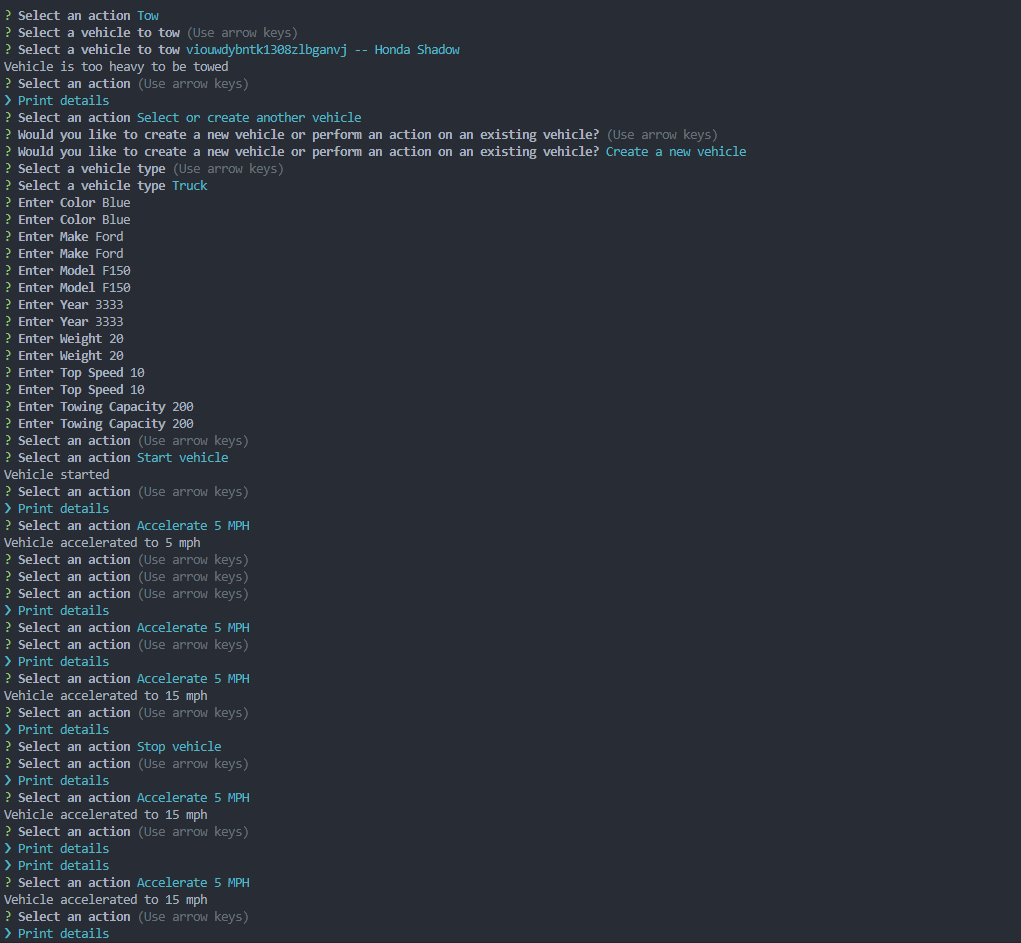 ? Select an action Tow
? Select a vehicle to tow (Use arrow keys)
? Select a vehicle to tow viouwdybntk1308zlbganvj -- Honda Shadow
Vehicle is too heavy to be towed
? Select an action (Use arrow keys)
❯ Print details
? Select an action Select or create another vehicle
? Would you like to create a new vehicle or perform an action on an existing vehicle? (Use arrow keys)
? Would you like to create a new vehicle or perform an action on an existing vehicle? Create a new vehicle
? Select a vehicle type (Use arrow keys)
? Select a vehicle type Truck
? Enter Color Blue
? Enter Color Blue
? Enter Make Ford
? Enter Make Ford
? Enter Model F150
? Enter Model F150
? Enter Year 3333
? Enter Year 3333
? Enter Weight 20
? Enter Weight 20
? Enter Top Speed 10
? Enter Top Speed 10
? Enter Towing Capacity 200
? Enter Towing Capacity 200
? Select an action (Use arrow keys)
? Select an action Start vehicle
Vehicle started
? Select an action (Use arrow keys)
❯ Print details
? Select an action Accelerate 5 MPH
Vehicle accelerated to 5 mph
? Select an action (Use arrow keys)
? Select an action (Use arrow keys)
? Select an action (Use arrow keys)
❯ Print details
? Select an action Accelerate 5 MPH
? Select an action (Use arrow keys)
❯ Print details
? Select an action Accelerate 5 MPH
Vehicle accelerated to 15 mph
? Select an action (Use arrow keys)
❯ Print details
? Select an action Stop vehicle
? Select an action (Use arrow keys)
❯ Print details
? Select an action Accelerate 5 MPH
Vehicle accelerated to 15 mph
? Select an action (Use arrow keys)
❯ Print details
❯ Print details
? Select an action Accelerate 5 MPH
Vehicle accelerated to 15 mph
? Select an action (Use arrow keys)
❯ Print details